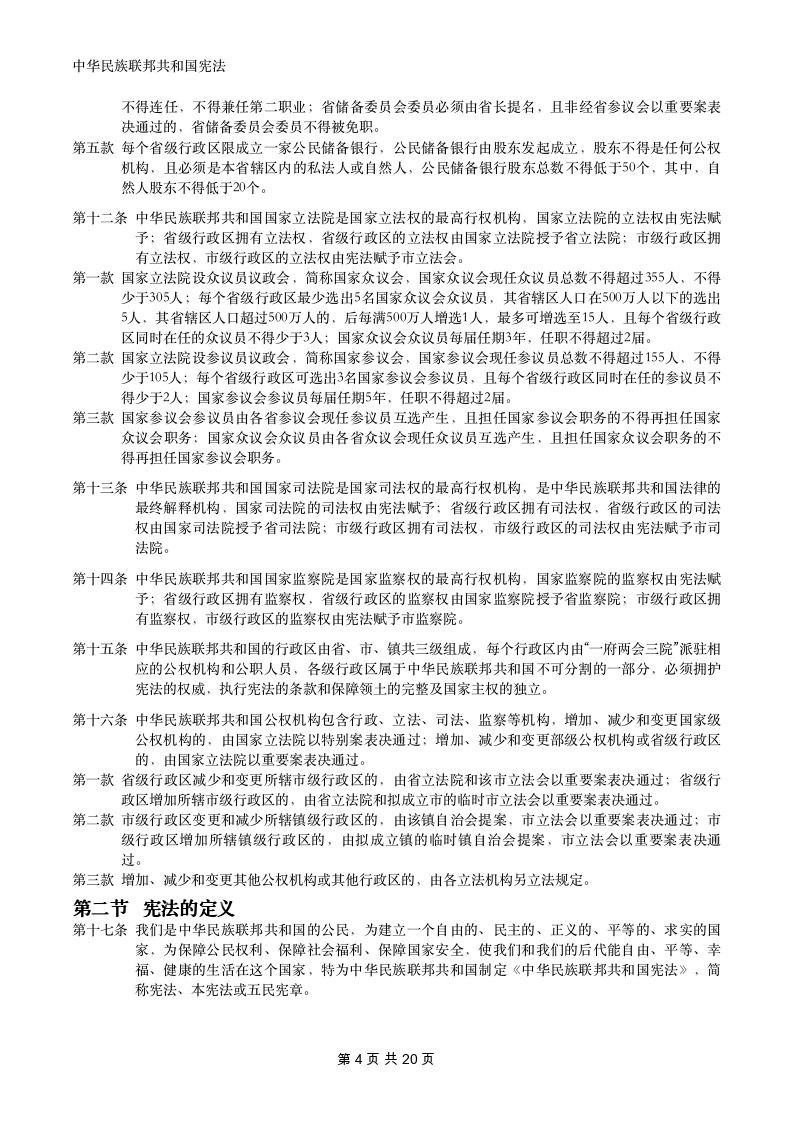 中华民族联邦共和国宪法
不得连任，不得兼任第二职业；省储备委员会委员必须由省长提名，且非经省参议会以重要案表
决通过的，省储备委员会委员不得被免职。
第五款 每个省级行政区限成立一家公民储备银行，公民储备银行由股东发起成立，股东不得是任何公权
机构，且必须是本省辖区内的私法人或自然人，公民储备银行股东总数不得低于50个，其中，自
然人股东不得低于20个。
第十二条 中华民族联邦共和国国家立法院是国家立法权的最高行权机构，国家立法院的立法权由宪法赋
予；省级行政区拥有立法权，省级行政区的立法权由国家立法院授予省立法院；市级行政区拥
有立法权，市级行政区的立法权由宪法赋予市立法会。
第一款 国家立法院设众议员议政会，简称国家众议会，国家众议会现任众议员总数不得超过355人，不得
少于305人；每个省级行政区最少选出5名国家众议会众议员，其省辖区人口在500万人以下的选出
5人，其省辖区人口超过500万人的，后每满500万人增选1人，最多可增选至15人，且每个省级行政
区同时在任的众议员不得少于3人；国家众议会众议员每届任期3年，任职不得超过2届。
第二款 国家立法院设参议员议政会，简称国家参议会，国家参议会现任参议员总数不得超过155人，不得
少于105人；每个省级行政区可选出3名国家参议会参议员，且每个省级行政区同时在任的参议员不
得少于2人；国家参议会参议员每届任期5年，任职不得超过2届。
第三款 国家参议会参议员由各省参议会现任参议员互选产生，且担任国家参议会职务的不得再担任国家
众议会职务；国家众议会众议员由各省众议会现任众议员互选产生，且担任国家众议会职务的不
得再担任国家参议会职务。
第十三条 中华民族联邦共和国国家司法院是国家司法权的最高行权机构，是中华民族联邦共和国法律的
最终解释机构，国家司法院的司法权由宪法赋予；省级行政区拥有司法权，省级行政区的司法
权由国家司法院授予省司法院；市级行政区拥有司法权，市级行政区的司法权由宪法赋予市司
法院。
第十四条 中华民族联邦共和国国家监察院是国家监察权的最高行权机构，国家监察院的监察权由宪法赋
予；省级行政区拥有监察权，省级行政区的监察权由国家监察院授予省监察院；市级行政区拥
有监察权，市级行政区的监察权由宪法赋予市监察院。
第十五条 中华民族联邦共和国的行政区由省、市、镇共三级组成，每个行政区内由“一府两会三院”派驻相
应的公权机构和公职人员，各级行政区属于中华民族联邦共和国不可分割的一部分，必须拥护
宪法的权威，执行宪法的条款和保障领土的完整及国家主权的独立。
第十六条 中华民族联邦共和国公权机构包含行政、立法、司法、监察等机构，增加、减少和变更国家级
公权机构的，由国家立法院以特别案表决通过；增加、减少和变更部级公权机构或省级行政区
的，由国家立法院以重要案表决通过。
第一款 省级行政区减少和变更所辖市级行政区的，由省立法院和该市立法会以重要案表决通过；省级行
政区增加所辖市级行政区的，由省立法院和拟成立市的临时市立法会以重要案表决通过。
第二款 市级行政区变更和减少所辖镇级行政区的，由该镇自治会提案，市立法会以重要案表决通过；市
级行政区增加所辖镇级行政区的，由拟成立镇的临时镇自治会提案，市立法会以重要案表决通
过。
第三款 增加、减少和变更其他公权机构或其他行政区的，由各立法机构另立法规定。
第二节 宪法的定义
第十七条 我们是中华民族联邦共和国的公民，为建立一个自由的、民主的、正义的、平等的、求实的国
家，为保障公民权利、保障社会福利、保障国家安全，使我们和我们的后代能自由、平等、幸
福、健康的生活在这个国家，特为中华民族联邦共和国制定《中华民族联邦共和国宪法》，简
称宪法、本宪法或五民宪章。
第 4 页 共 20 页